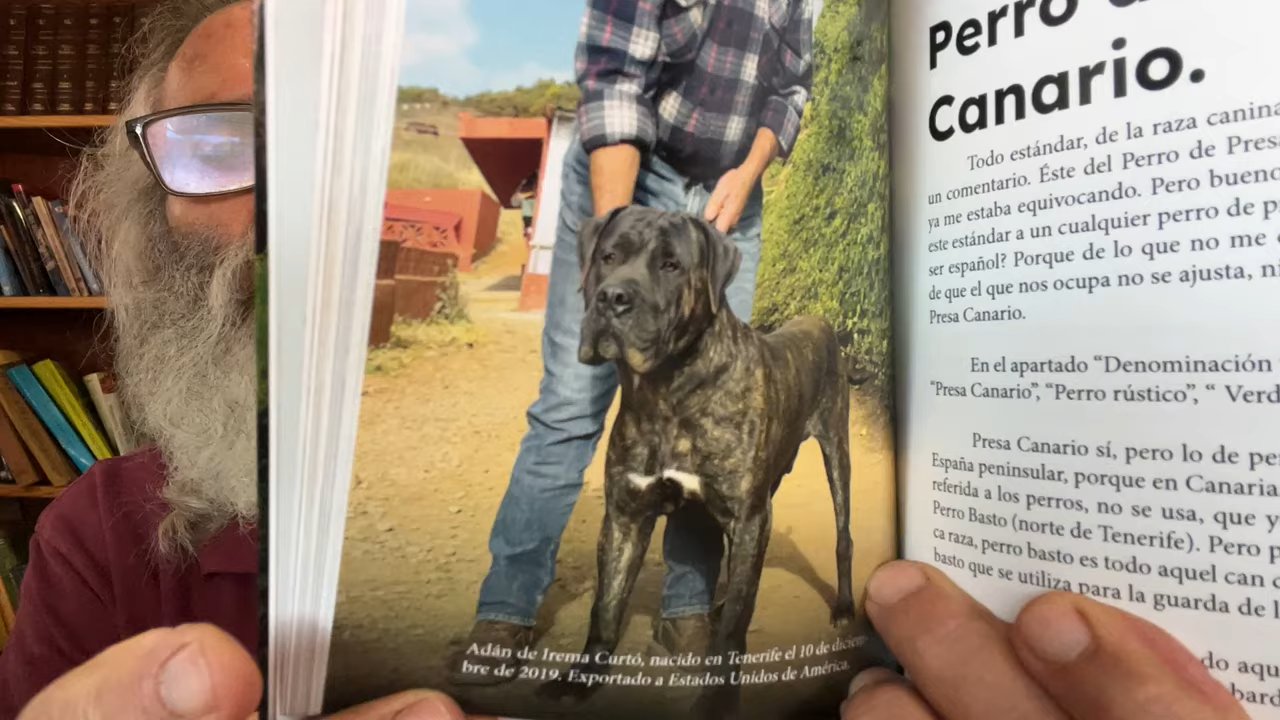 Adán de Irema Curtó, nacido en Tenerife el 10 de diciem-
bre de 2019. Exportado a Estados Unidos de América.
Perro
Canario.
Todo estándar, de la raza canina
un comentario. Éste del Perro de Presa
ya me estaba equivocando. Pero bueno
este estándar a un cualquier perro de p
ser español? Porque de lo que no me
de que el que nos ocupa no se ajusta, ni
Presa Canario.
En el apartado “Denominación
“Presa Canario”, “Perro rústico”, “ Verd
Presa Canario sí, pero lo de pe
España peninsular, porque en Canaria
referida a los perros, no se usa, que y
Perro Basto (norte de Tenerife). Pero p
ca raza, perro basto es todo aquel can
basto que se utiliza para la guarda de l
do aqu
bard